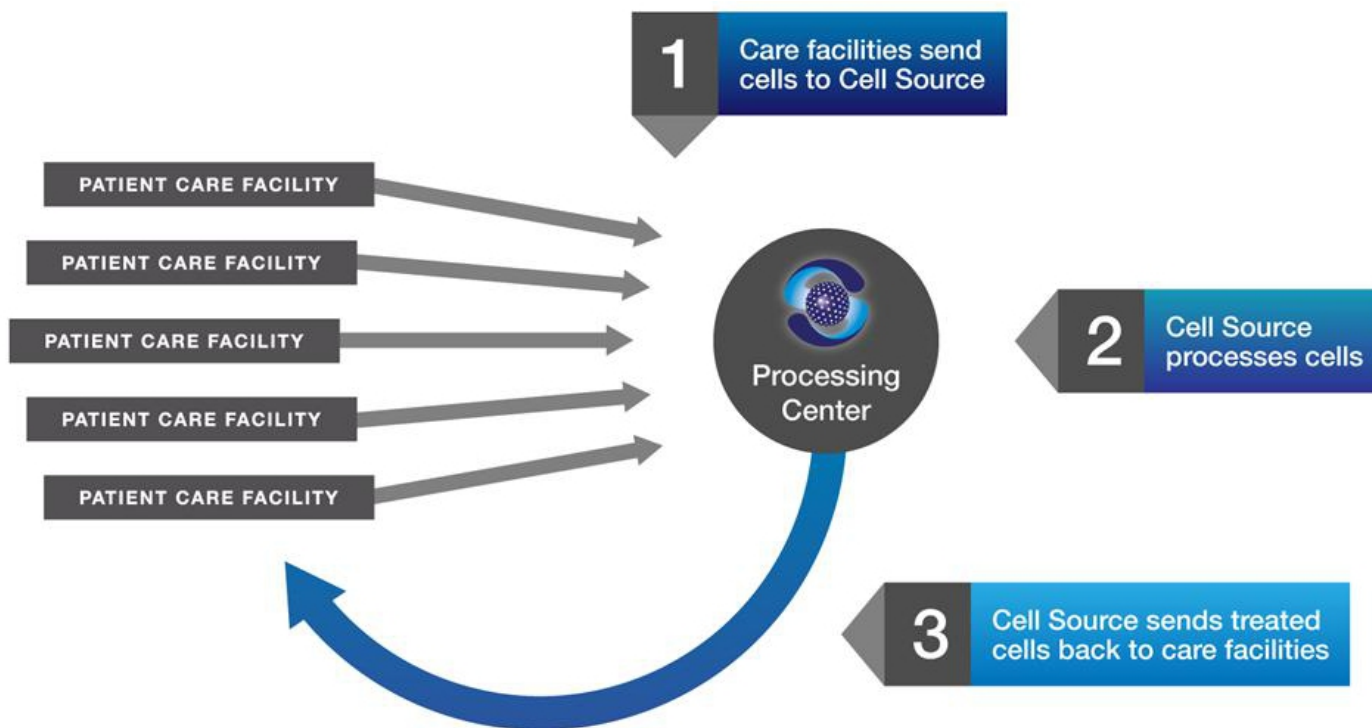 1
Care facilities send
cells to Cell Source
PATIENT CARE FACILITY
PATIENT CARE FACILITY
PATIENT CARE FACILITY
PATIENT CARE FACILITY
PATIENT CARE FACILITY
Processing
Center
2
Cell Source
processes cells
3
Cell Source sends treated
cells back to care facilities